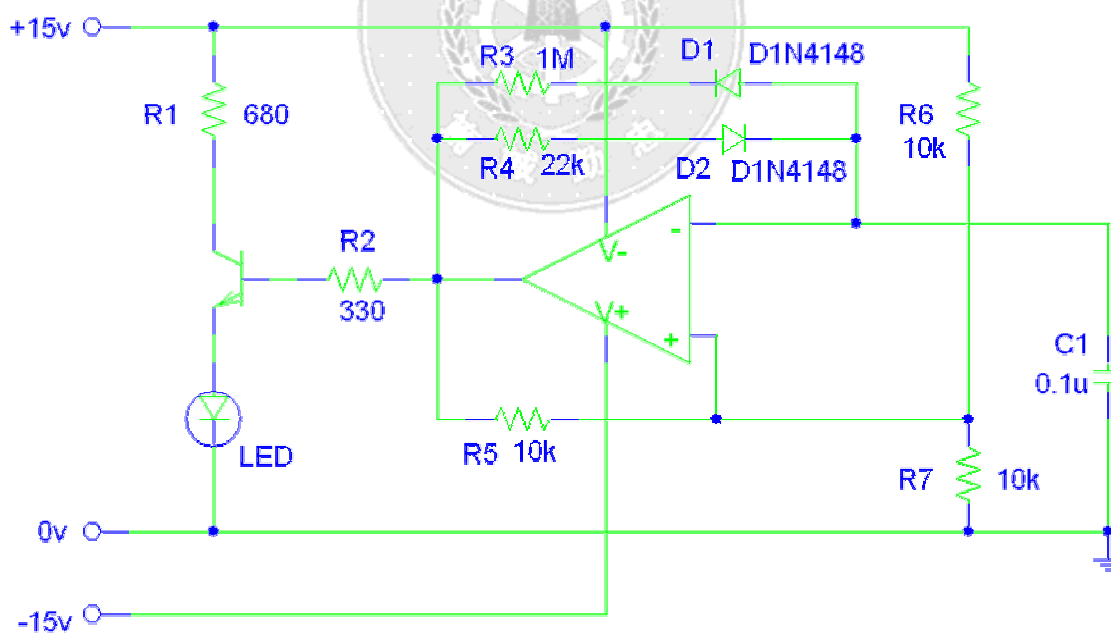 +15v
R3 1M
D1 D1N4148
R1 680
R6
10k
R4 22k
D2 D1N4148
R2
330
-
V-
V+
+
C1
0.1u
R5 10k
LED
R7 10k
0v
-15v